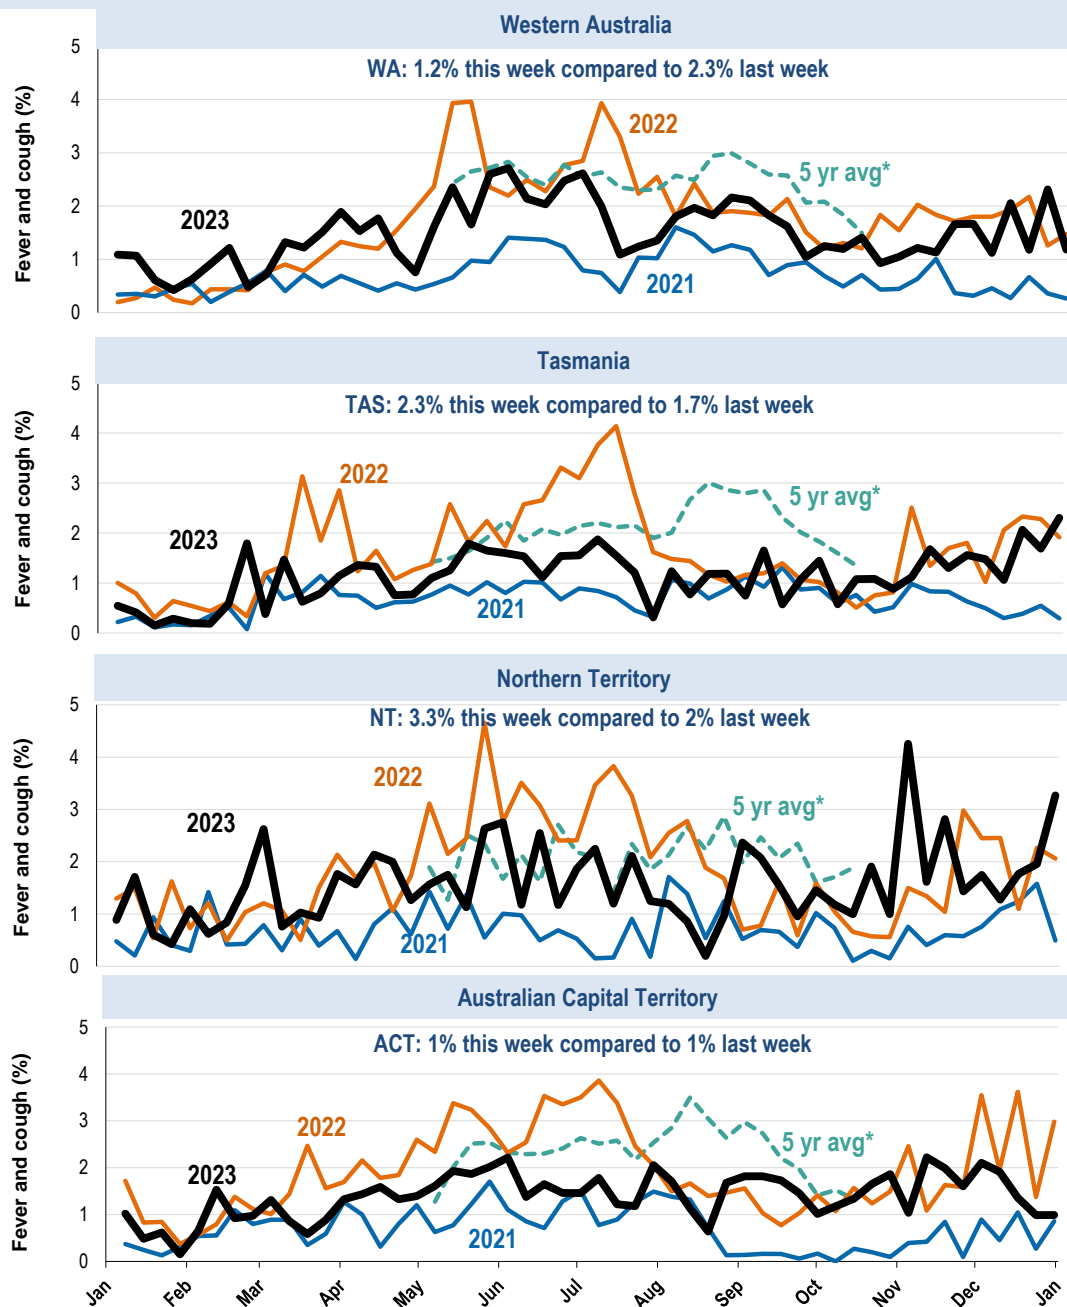 Western Australia
WA: 1.2% this week compared to 2.3% last week
Fever and cough (%)
5
4
3
2
1
0
2022
5 yr avg*
2023
2021
Tasmania
TAS: 2.3% this week compared to 1.7% last week
Fever and cough (%)
5
4
3
2
1
0
2022
5 yr avg*
2023
2021
Northern Territory
NT: 3.3% this week compared to 2% last week
Fever and cough (%)
5
4
3
2
1
0
2022
5 yr avg*
2023
2021
Australian Capital Territory
ACT: 1% this week compared to 1% last week
Fever and cough (%)
5
4
3
2
1
0
2022
5 yr avg*
2023
2021
Jan Feb Mar Apr May Jun Jul Aug Sep Oct Nov Dec Jan